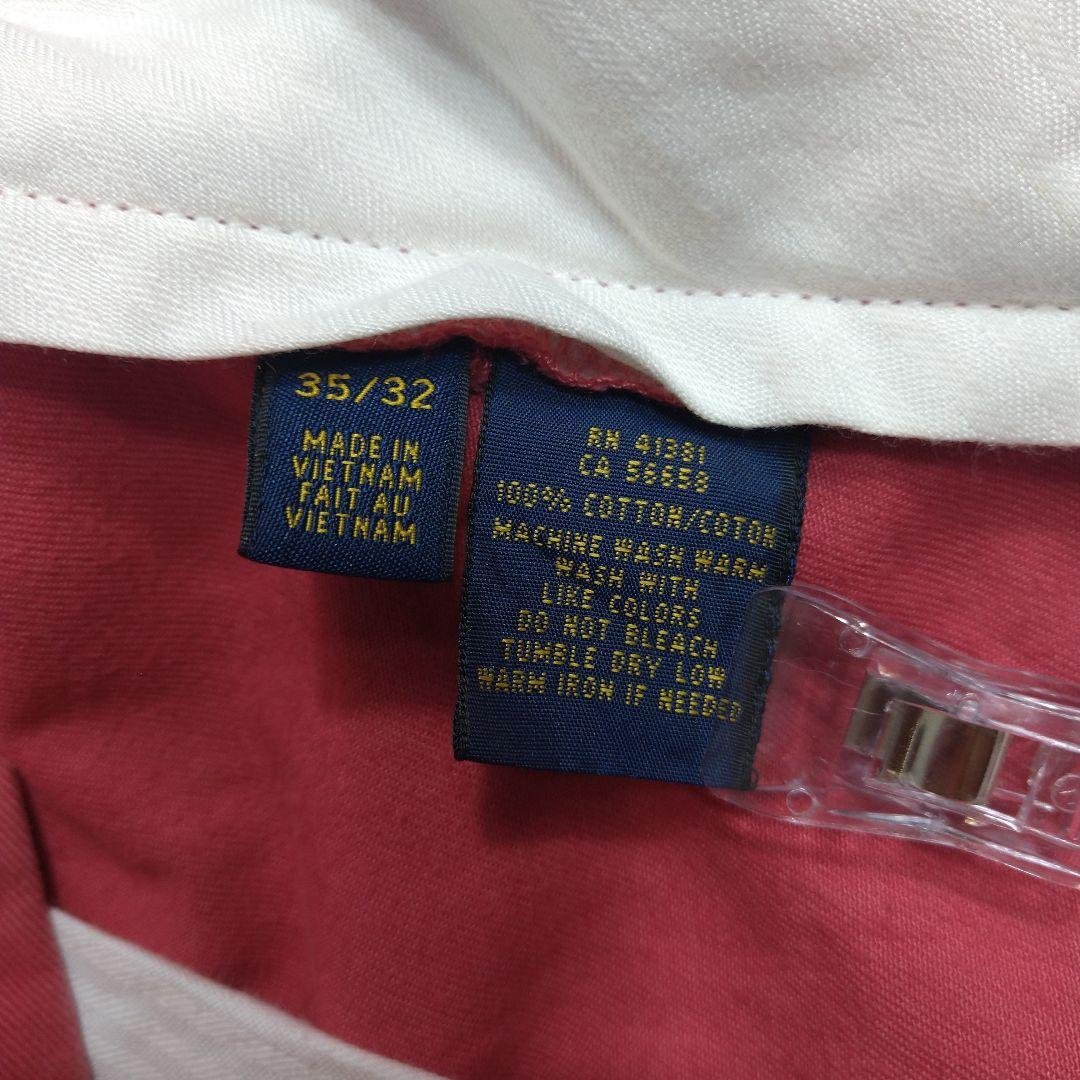 35/32
MADE IN
VIETNAM
FAIT AU
VIETNAM
RN 41381
CA 56658
100% COTTON/COTON
MACHINE WASH WARM
WASH WITH
LIKE COLORS
DO NOT BLEACH
TUMBLE DRY LOW
WARM IRON IF NEEDED